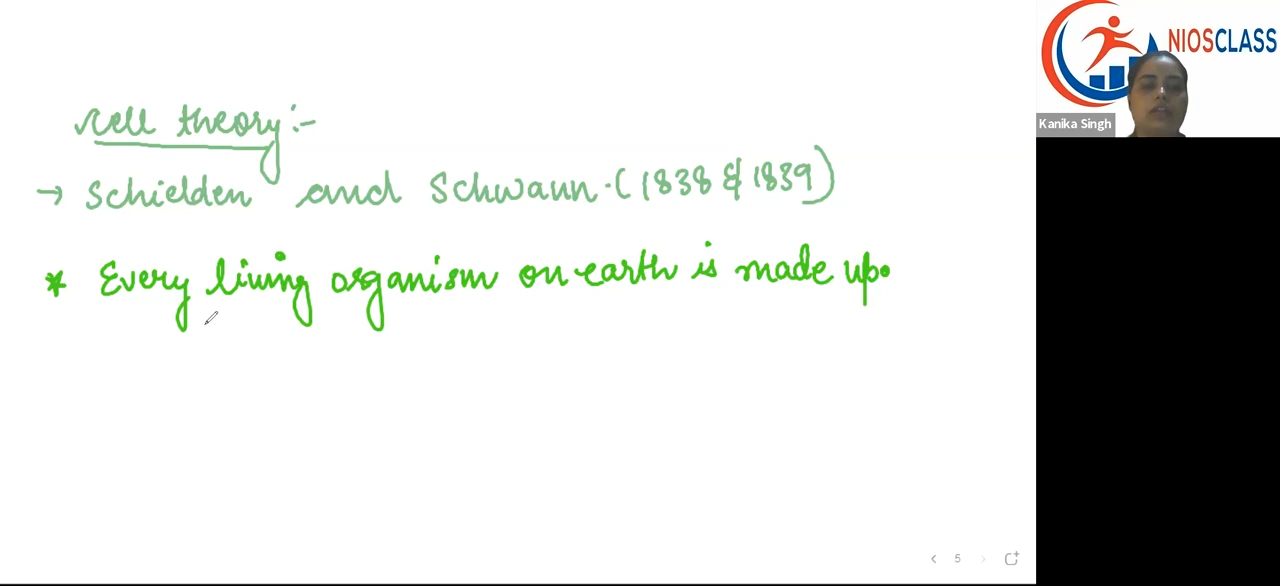 Cell theory :-
→ Schielden and Schwann. (1838 & 1839)
* Every living organism on earth is made up
NIOSCLASS
Kanika Singh
5